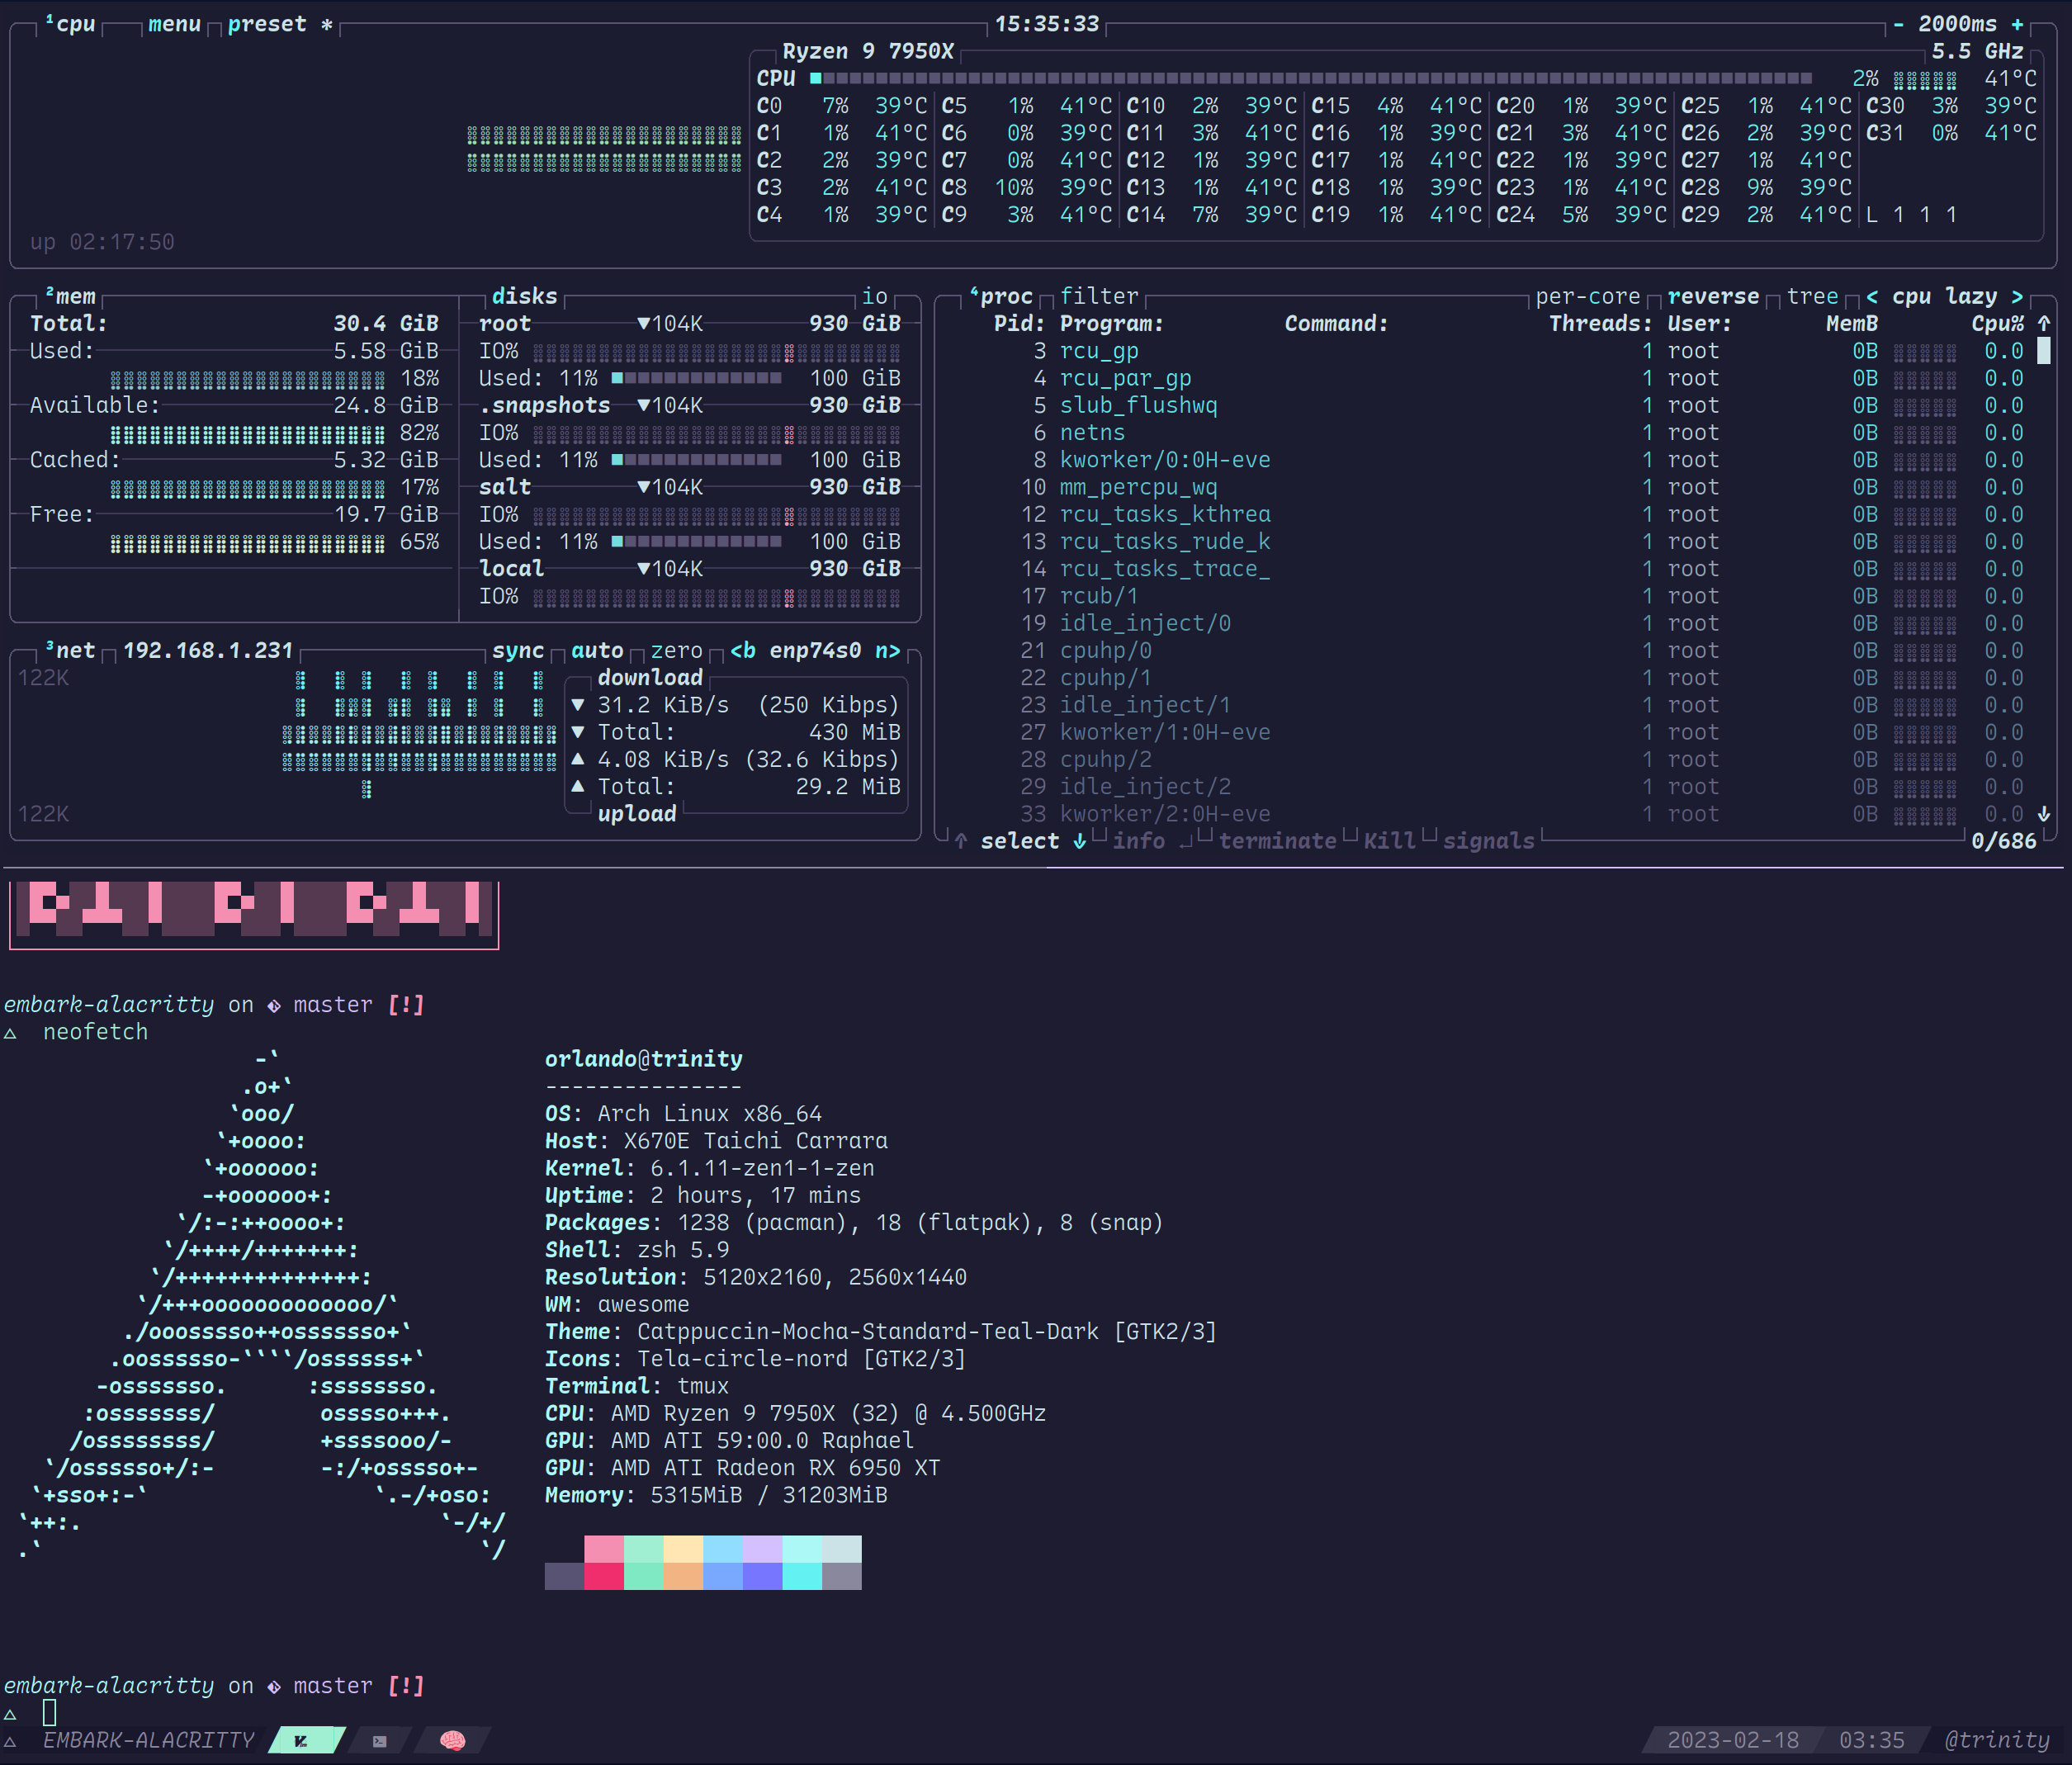 ¹cpu menu preset * 15:35:33 - 2000ms +
Ryzen 9 7950X 5.5 GHz
CPU 2% 41°C
C0 7% 39°C C5 1% 41°C C10 2% 39°C C15 4% 41°C C20 1% 39°C C25 1% 41°C C30 3% 39°C
C1 1% 41°C C6 0% 39°C C11 3% 41°C C16 1% 39°C C21 3% 41°C C26 2% 39°C C31 0% 41°C
C2 2% 39°C C7 0% 41°C C12 1% 39°C C17 1% 41°C C22 1% 39°C C27 1% 41°C
C3 2% 41°C C8 10% 39°C C13 1% 41°C C18 1% 39°C C23 1% 41°C C28 9% 39°C
C4 1% 39°C C9 3% 41°C C14 7% 39°C C19 1% 41°C C24 5% 39°C C29 2% 41°C L 1 1 1
up 02:17:50
²mem
Total: 30.4 GiB
Used: 5.58 GiB
18%
Available: 24.8 GiB
82%
Cached: 5.32 GiB
17%
Free: 19.7 GiB
65%
disks io
root ▼104K 930 GiB
IO%
Used: 11% 100 GiB
.snapshots ▼104K 930 GiB
IO%
Used: 11% 100 GiB
salt ▼104K 930 GiB
IO%
Used: 11% 100 GiB
local ▼104K 930 GiB
IO%
³net 192.168.1.231 sync auto zero <b enp74s0 n>
122K
download
▼ 31.2 KiB/s (250 Kibps)
▼ Total: 430 MiB
▲ 4.08 KiB/s (32.6 Kibps)
▲ Total: 29.2 MiB
122K
upload
⁴proc filter per-core reverse tree < cpu lazy >
Pid: Program: Command: Threads: User: MemB Cpu% ↑
3 rcu_gp 1 root 0B 0.0
4 rcu_par_gp 1 root 0B 0.0
5 slub_flushwq 1 root 0B 0.0
6 netns 1 root 0B 0.0
8 kworker/0:0H-eve 1 root 0B 0.0
10 mm_percpu_wq 1 root 0B 0.0
12 rcu_tasks_kthrea 1 root 0B 0.0
13 rcu_tasks_rude_k 1 root 0B 0.0
14 rcu_tasks_trace_ 1 root 0B 0.0
17 rcub/1 1 root 0B 0.0
19 idle_inject/0 1 root 0B 0.0
21 cpuhp/0 1 root 0B 0.0
22 cpuhp/1 1 root 0B 0.0
23 idle_inject/1 1 root 0B 0.0
27 kworker/1:0H-eve 1 root 0B 0.0
28 cpuhp/2 1 root 0B 0.0
29 idle_inject/2 1 root 0B 0.0
33 kworker/2:0H-eve 1 root 0B 0.0 ↓
↑ select ↓ info ↵ terminate Kill signals 0/686
embark-alacritty on master [!]
△ neofetch
-`
.o+`
`ooo/
`+oooo:
`+oooooo:
-+oooooo+:
`/:-:++oooo+:
`/++++/+++++++:
`/++++++++++++++:
`/+++ooooooooooooo/`
./ooosssso++osssssso+`
.oossssso-````/ossssss+`
-osssssso. :ssssssso.
:osssssss/ osssso+++.
/ossssssss/ +ssssooo/-
`/ossssso+/:- -:/+osssso+-
`+sso+:-` `.-/+oso:
`++:. `-/+/
.` `/
orlando@trinity
---------------
OS: Arch Linux x86_64
Host: X670E Taichi Carrara
Kernel: 6.1.11-zen1-1-zen
Uptime: 2 hours, 17 mins
Packages: 1238 (pacman), 18 (flatpak), 8 (snap)
Shell: zsh 5.9
Resolution: 5120x2160, 2560x1440
WM: awesome
Theme: Catppuccin-Mocha-Standard-Teal-Dark [GTK2/3]
Icons: Tela-circle-nord [GTK2/3]
Terminal: tmux
CPU: AMD Ryzen 9 7950X (32) @ 4.500GHz
GPU: AMD ATI 59:00.0 Raphael
GPU: AMD ATI Radeon RX 6950 XT
Memory: 5315MiB / 31203MiB
embark-alacritty on master [!]
△
△ EMBARK-ALACRITTY 2023-02-18 03:35 @trinity